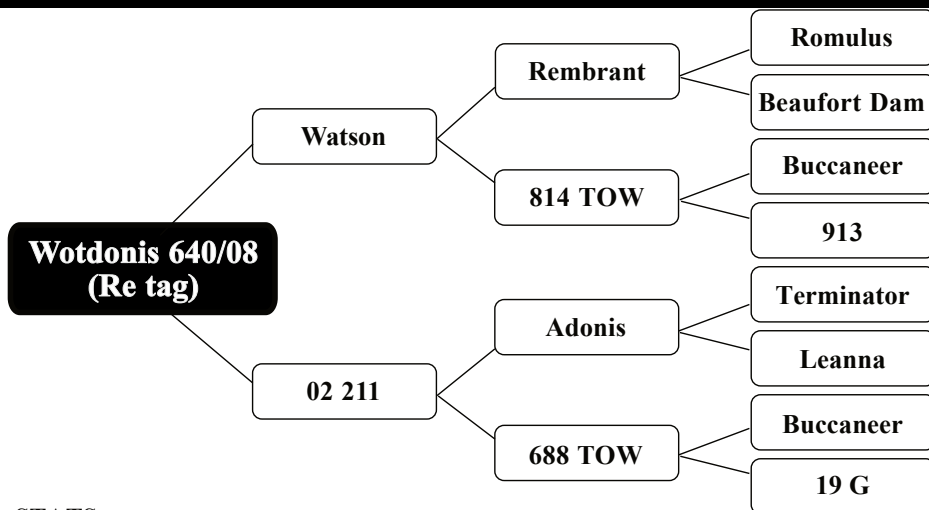 Romulus
Rembrant
Beaufort Dam
Watson
Buccaneer
814 TOW
913
Wotdonis 640/08
(Re tag)
Terminator
Adonis
Leanna
02 211
Buccaneer
688 TOW
19 G